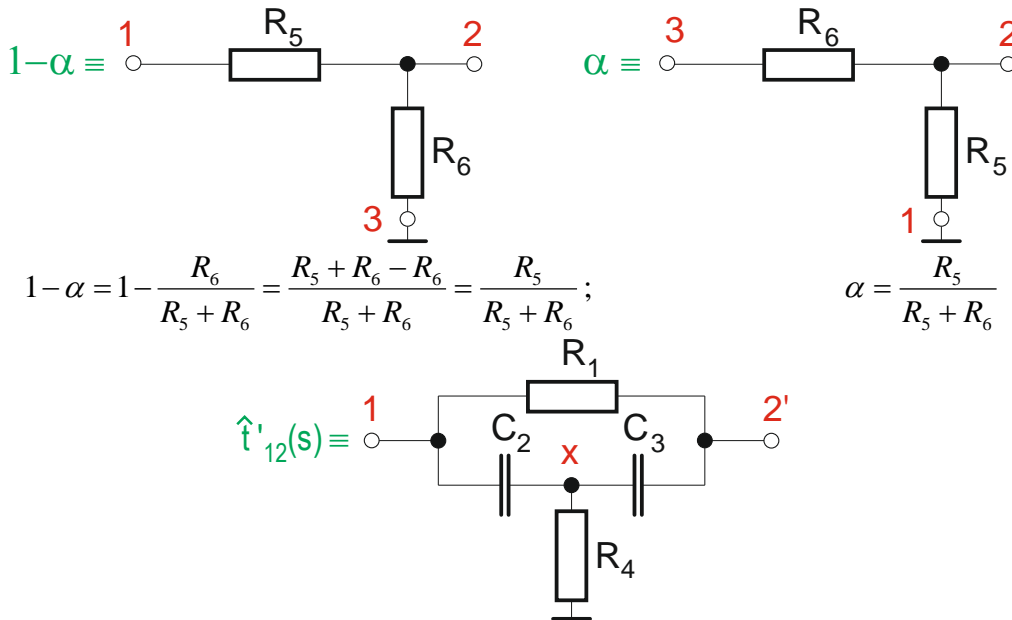 1−α ≡ 1 R₅ 2 R₆ 3
α ≡ 3 R₆ 2 R₅ 1
1−α = 1− R₆/(R₅ + R₆) = (R₅ + R₆ − R₆)/(R₅ + R₆) = R₅/(R₅ + R₆) ;
α = R₅/(R₅ + R₆)
t̂'₁₂(s) ≡ 1 R₁ 2' C₂ x C₃ R₄